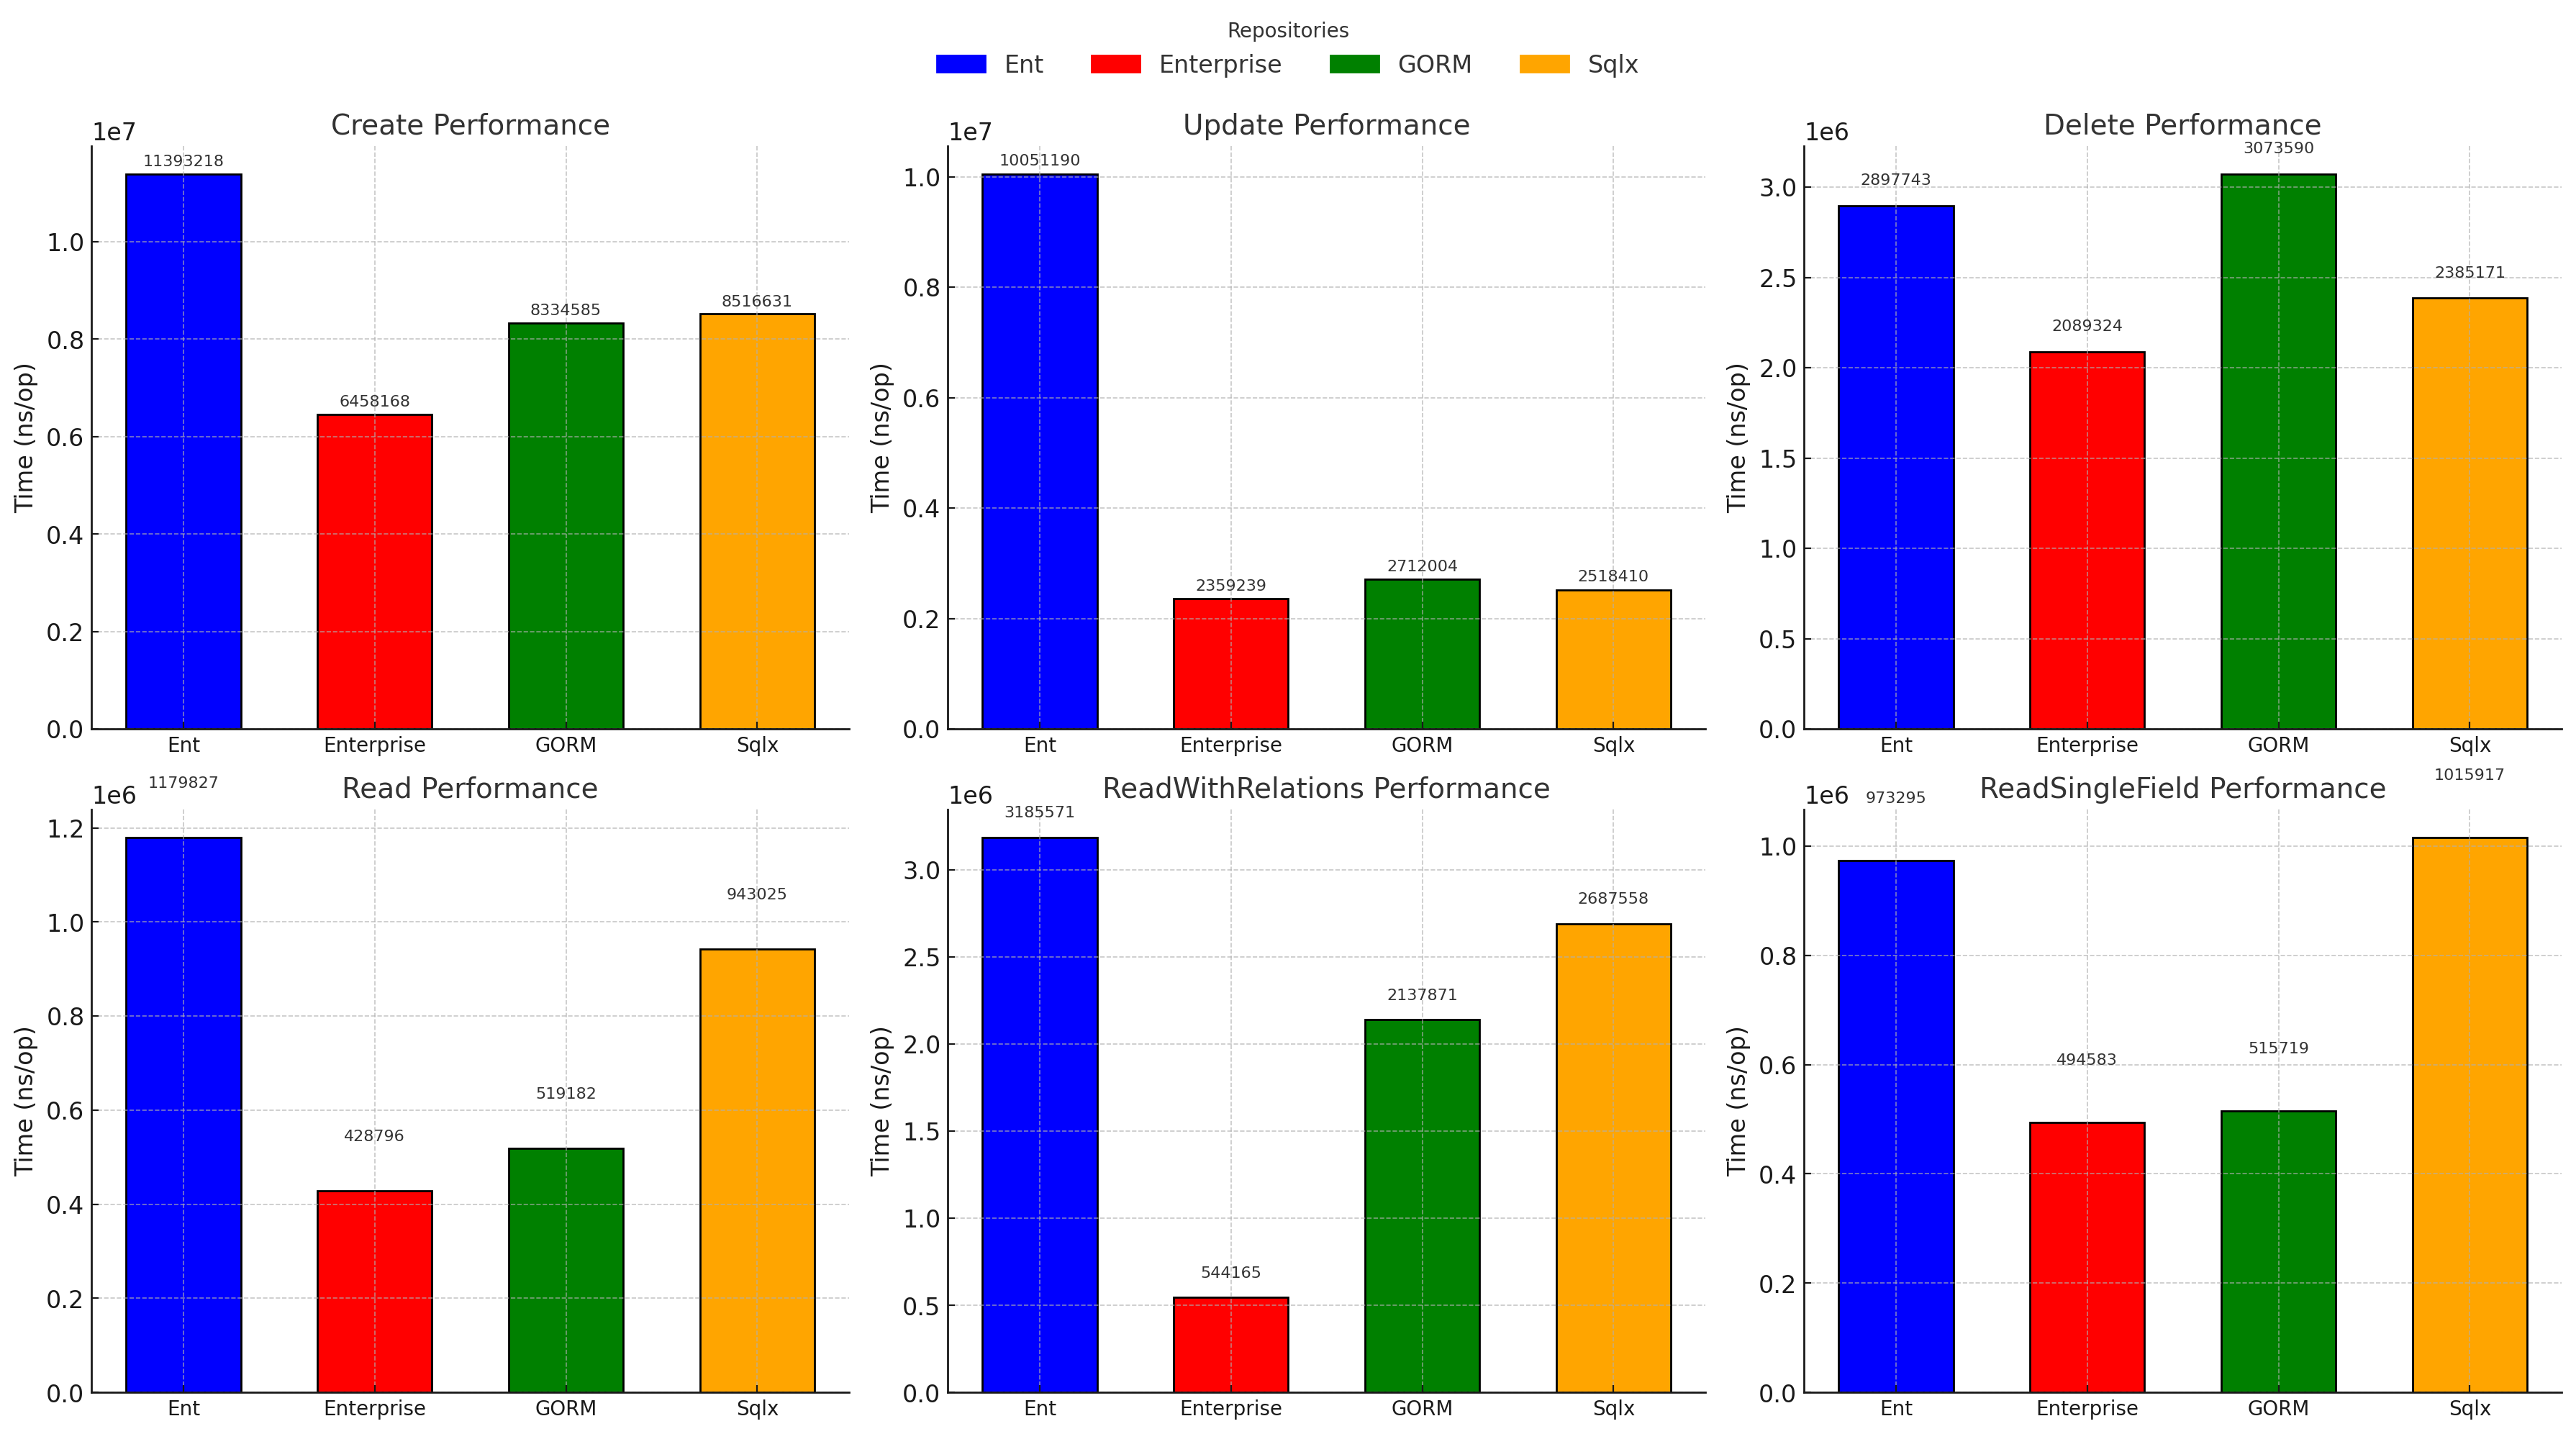 Repositories
Ent Enterprise GORM Sqlx
Create Performance
1e7
Time (ns/op)
1.0
0.8
0.6
0.4
0.2
0.0
11393218
6458168
8334585
8516631
Ent Enterprise GORM Sqlx
Update Performance
1e7
Time (ns/op)
1.0
0.8
0.6
0.4
0.2
0.0
10051190
2359239
2712004
2518410
Ent Enterprise GORM Sqlx
Delete Performance
1e6
Time (ns/op)
3.0
2.5
2.0
1.5
1.0
0.5
0.0
2897743
2089324
3073590
2385171
Ent Enterprise GORM Sqlx
Read Performance
1e6
Time (ns/op)
1.2
1.0
0.8
0.6
0.4
0.2
0.0
1179827
428796
519182
943025
Ent Enterprise GORM Sqlx
ReadWithRelations Performance
1e6
Time (ns/op)
3.0
2.5
2.0
1.5
1.0
0.5
0.0
3185571
544165
2137871
2687558
Ent Enterprise GORM Sqlx
ReadSingleField Performance
1e6
Time (ns/op)
1.0
0.8
0.6
0.4
0.2
0.0
973295
494583
515719
1015917
Ent Enterprise GORM Sqlx